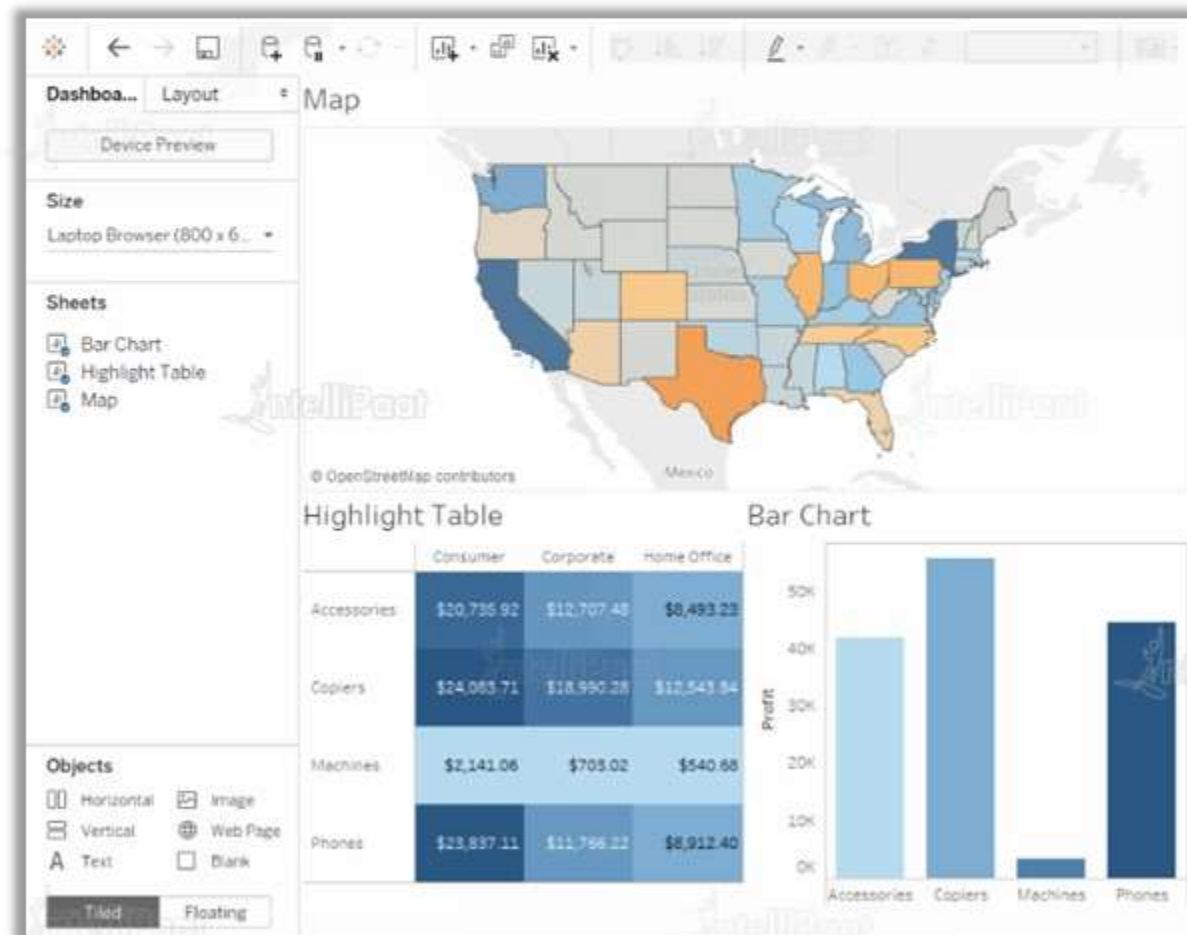 Dashboa... Layout
Device Preview
Size
Laptop Browser (800 x 6...
Sheets
Bar Chart
Highlight Table
Map
Objects
Horizontal Image
Vertical Web Page
A Text Blank
Tiled Floating
Map
© OpenStreetMap contributors
Mexico
Highlight Table
Consumer Corporate Home Office
Accessories $20,735.92 $12,707.48 $8,493.23
Copiers $24,083.71 $18,990.28 $12,543.84
Machines $2,141.06 $703.02 $540.68
Phones $23,837.11 $11,766.22 $8,912.40
Bar Chart
Profit
50K
40K
30K
20K
10K
0K
Accessories Copiers Machines Phones
IntelliPaat